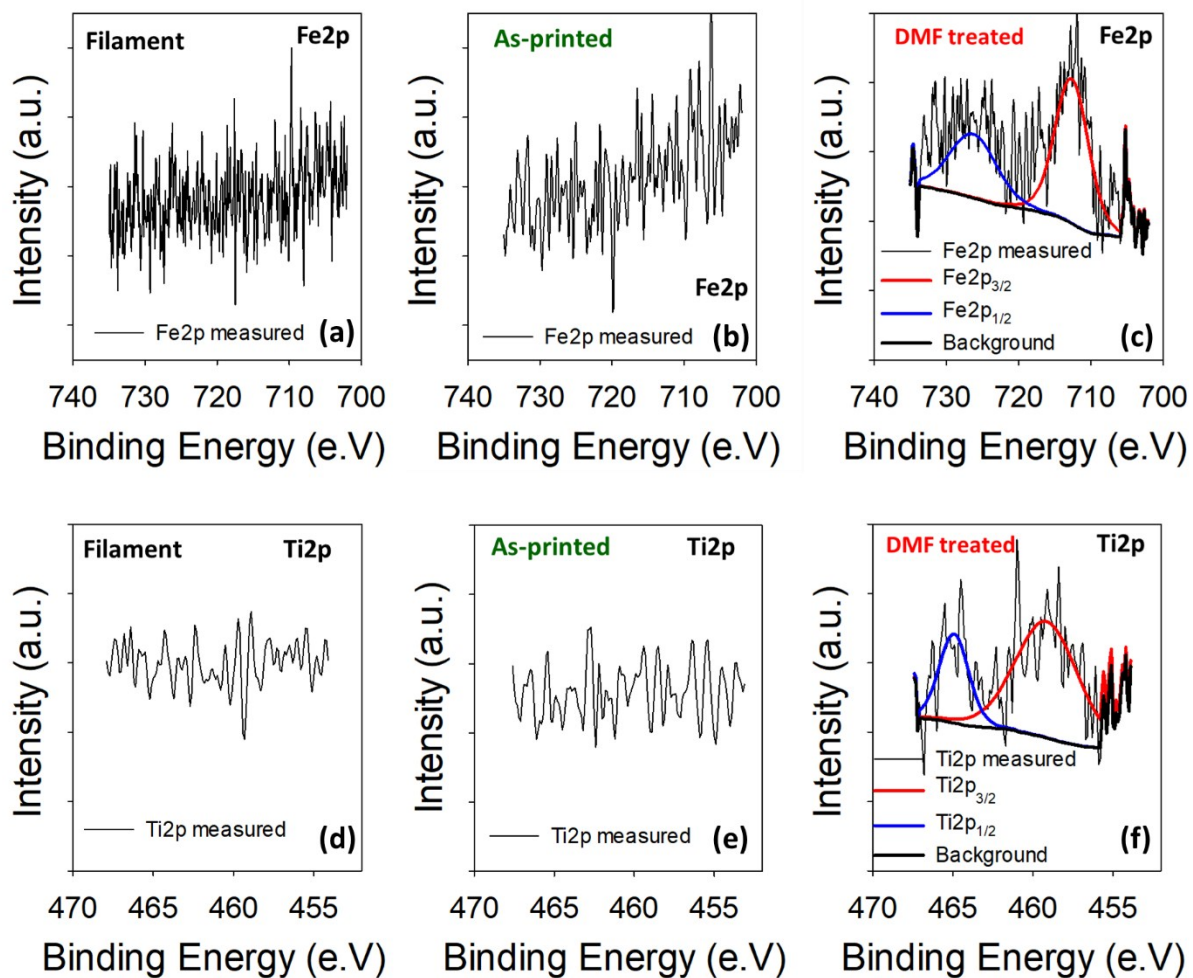 Intensity (a.u.)
Filament Fe2p
Fe2p measured (a)
740 730 720 710 700
Binding Energy (e.V)
Intensity (a.u.)
As-printed
Fe2p
Fe2p measured (b)
740 730 720 710 700
Binding Energy (e.V)
Intensity (a.u.)
DMF treated Fe2p
Fe2p measured
Fe2p3/2
Fe2p1/2
Background
(c)
740 730 720 710 700
Binding Energy (e.V)
Intensity (a.u.)
Filament Ti2p
Ti2p measured (d)
470 465 460 455
Binding Energy (e.V)
Intensity (a.u.)
As-printed Ti2p
Ti2p measured (e)
470 465 460 455
Binding Energy (e.V)
Intensity (a.u.)
DMF treated Ti2p
Ti2p measured
Ti2p3/2
Ti2p1/2
Background
(f)
470 465 460 455
Binding Energy (e.V)